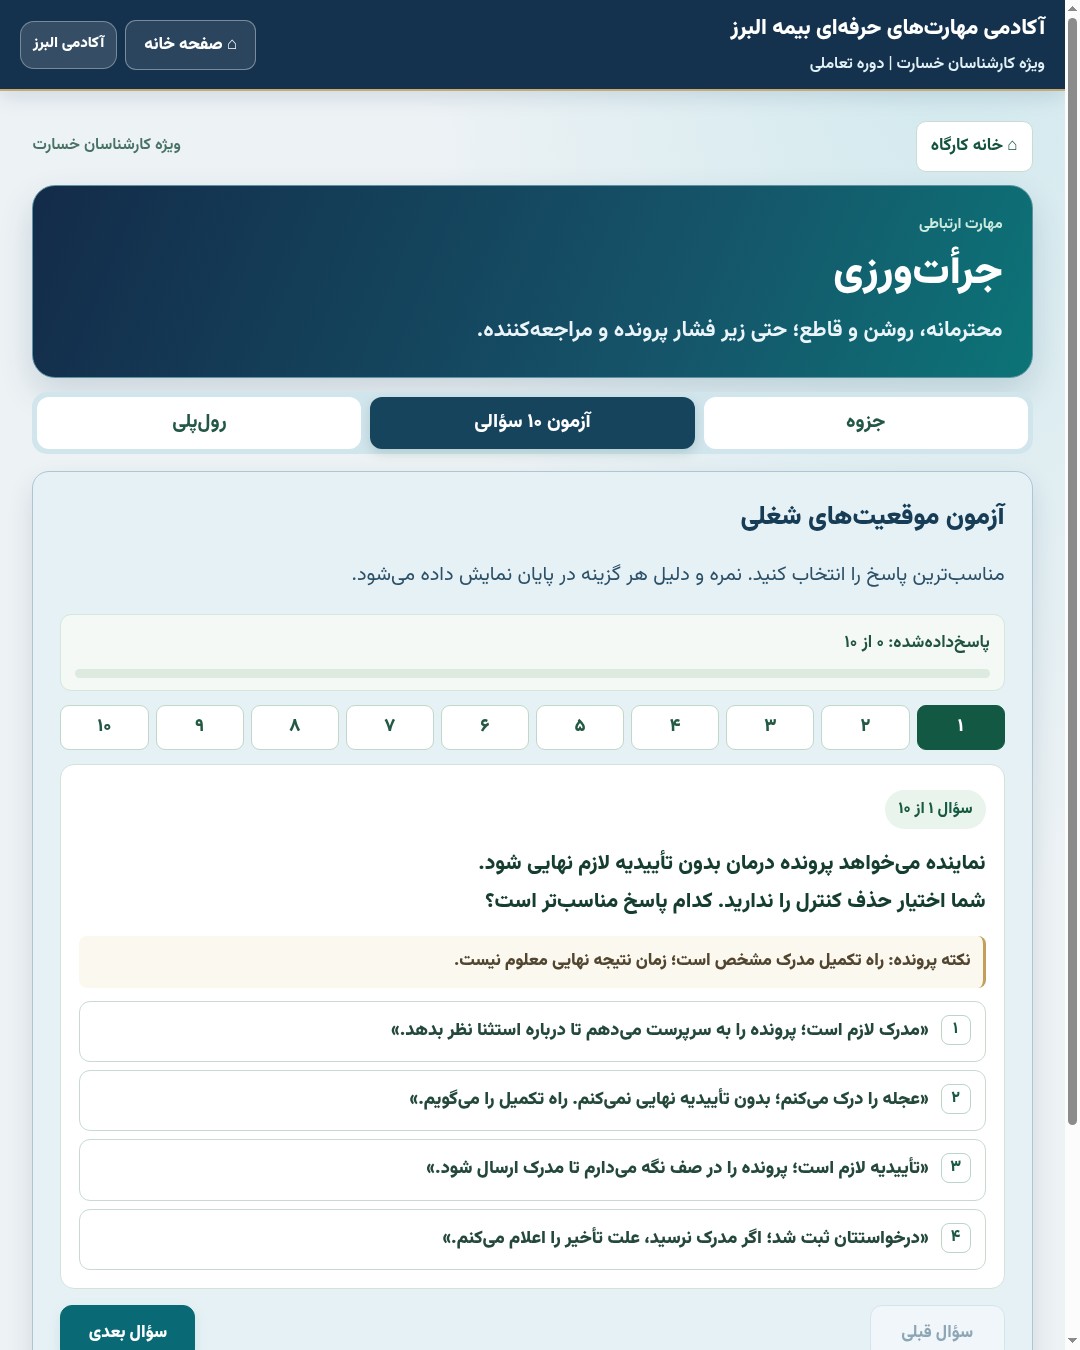 آکادمی مهارت‌های حرفه‌ای بیمه البرز
ویژه کارشناسان خسارت | دوره تعاملی
⌂ صفحه خانه
آکادمی البرز
⌂ خانه کارگاه
ویژه کارشناسان خسارت
مهارت ارتباطی
جرأت‌ورزی
محترمانه، روشن و قاطع؛ حتی زیر فشار پرونده و مراجعه‌کننده.
جزوه
آزمون ۱۰ سؤالی
رول‌پلی
آزمون موقعیت‌های شغلی
مناسب‌ترین پاسخ را انتخاب کنید. نمره و دلیل هر گزینه در پایان نمایش داده می‌شود.
پاسخ‌داده‌شده: ۰ از ۱۰
۱ ۲ ۳ ۴ ۵ ۶ ۷ ۸ ۹ ۱۰
سؤال ۱ از ۱۰
نماینده می‌خواهد پرونده درمان بدون تأییدیه لازم نهایی شود.
شما اختیار حذف کنترل را ندارید. کدام پاسخ مناسب‌تر است؟
نکته پرونده: راه تکمیل مدرک مشخص است؛ زمان نتیجه نهایی معلوم نیست.
۱ «مدرک لازم است؛ پرونده را به سرپرست می‌دهم تا درباره استثنا نظر بدهد.»
۲ «عجله را درک می‌کنم؛ بدون تأییدیه نهایی نمی‌کنم. راه تکمیل را می‌گویم.»
۳ «تأییدیه لازم است؛ پرونده را در صف نگه می‌دارم تا مدرک ارسال شود.»
۴ «درخواستتان ثبت شد؛ اگر مدرک نرسید، علت تأخیر را اعلام می‌کنم.»
سؤال قبلی
سؤال بعدی